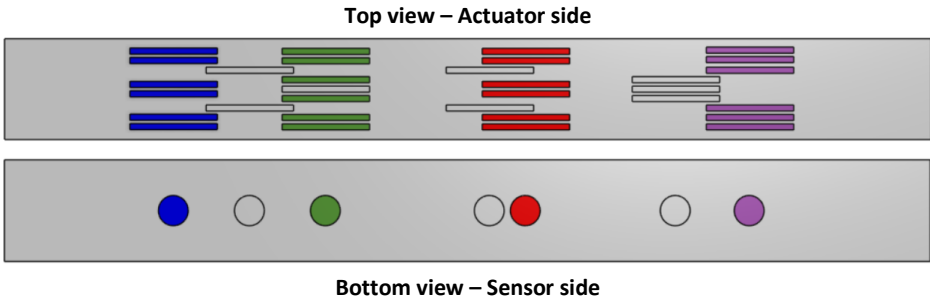 Top view – Actuator side
Bottom view – Sensor side